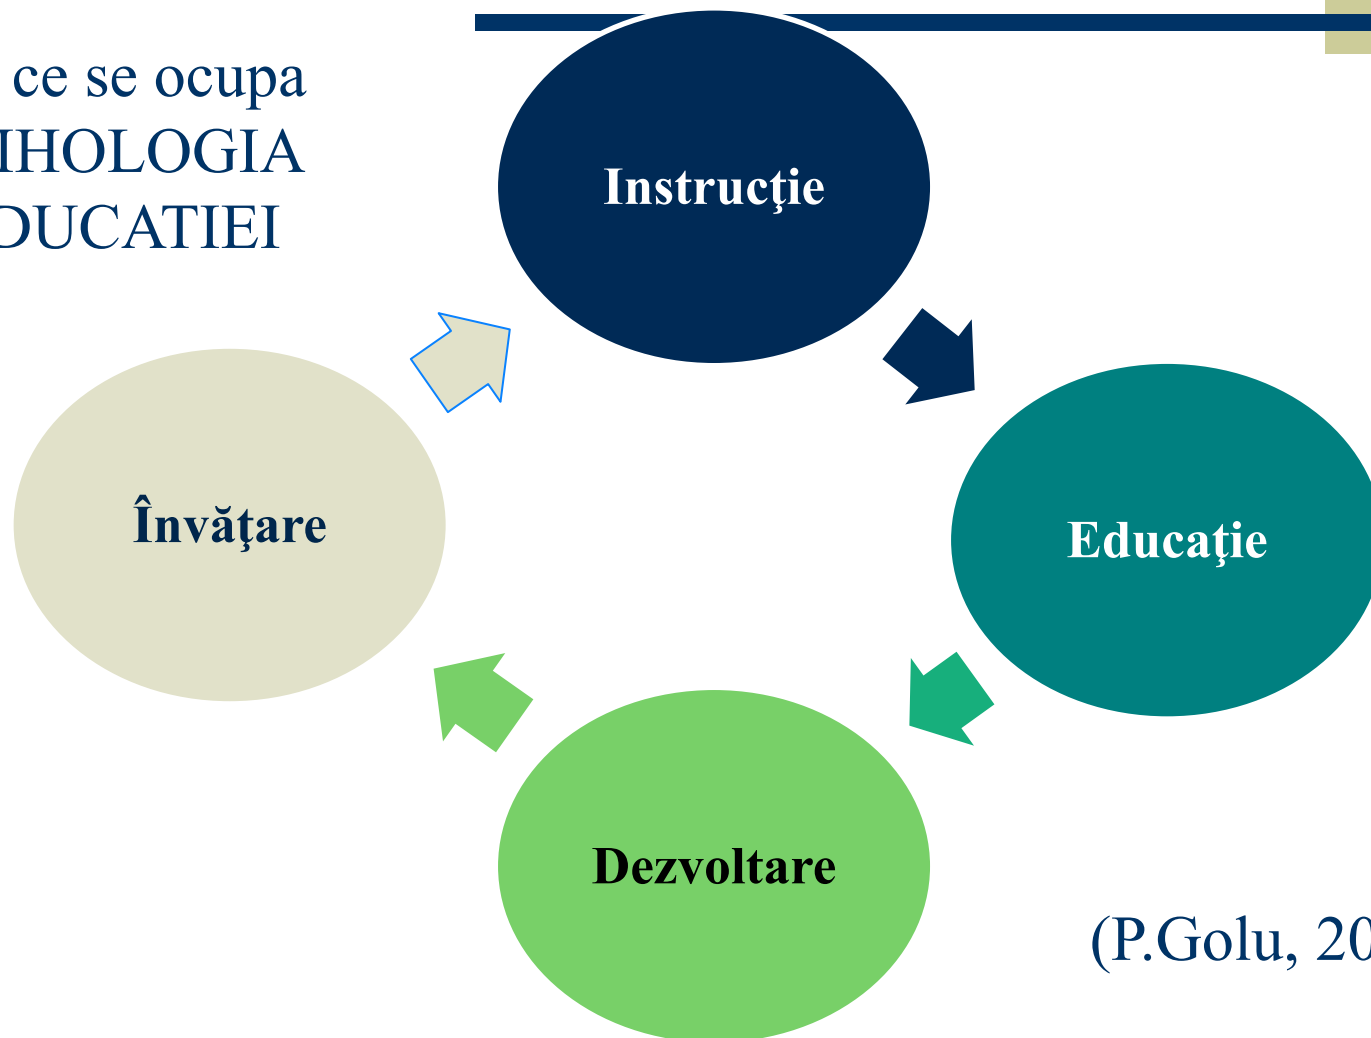 ce se ocupa
IHOLOGIA
DUCATIEI
Instrucţie
Învăţare
Educaţie
Dezvoltare
(P.Golu, 20